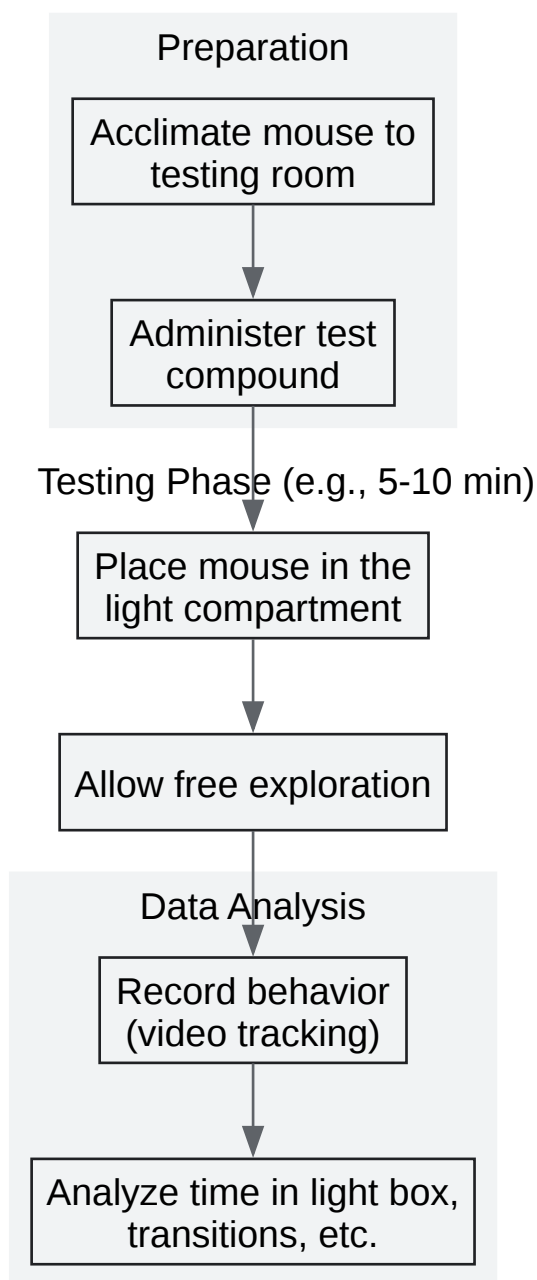 Preparation
Acclimate mouse to
testing room
Administer test
compound
Testing Phase (e.g., 5-10 min)
Place mouse in the
light compartment
Allow free exploration
Data Analysis
Record behavior
(video tracking)
Analyze time in light box,
transitions, etc.